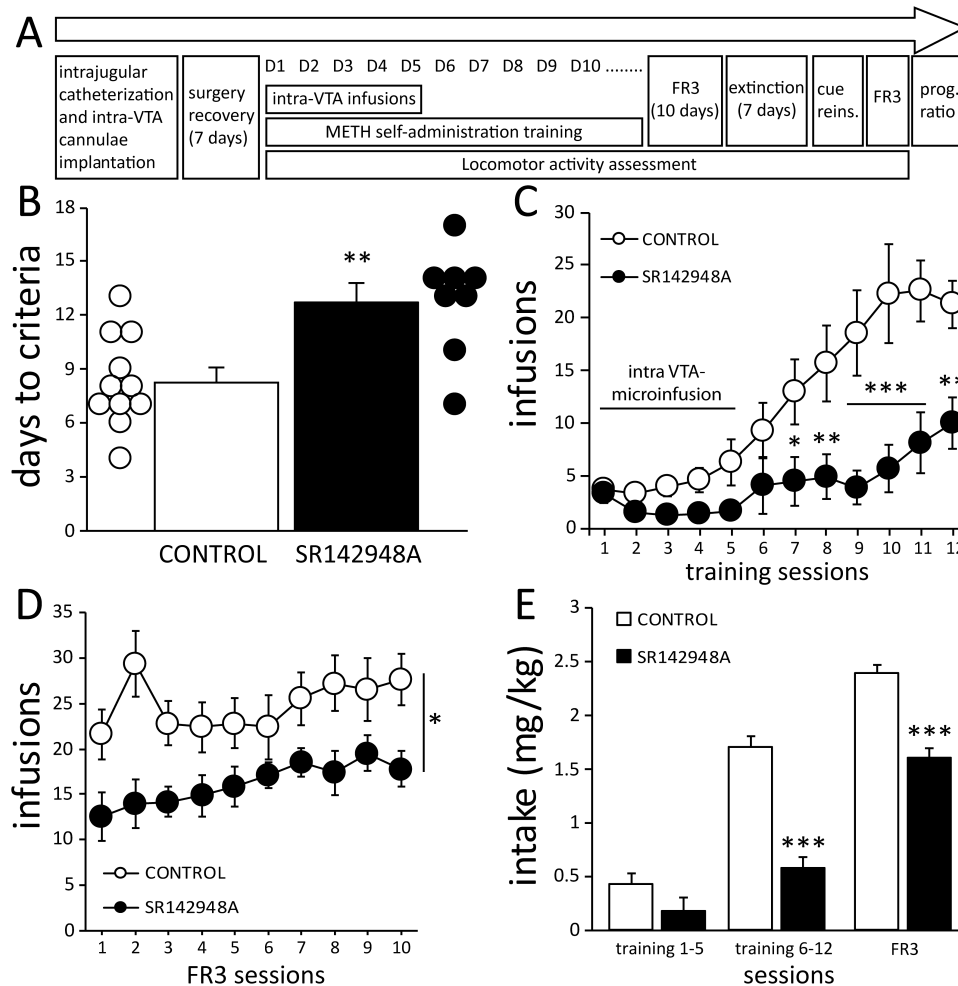 A
intrajugular
catheterization
and intra-VTA
cannulae
implantation
surgery
recovery
(7 days)
D1 D2 D3 D4 D5 D6 D7 D8 D9 D10 ........
intra-VTA infusions
METH self-administration training
Locomotor activity assessment
FR3
(10 days)
extinction
(7 days)
cue
reins.
FR3
prog.
ratio
B
days to criteria
18
15
12
9
6
3
0
**
CONTROL SR142948A
C
infusions
30
25
20
15
10
5
0
CONTROL
SR142948A
intra VTA-
microinfusion
* ** *** **
1 2 3 4 5 6 7 8 9 10 11 12
training sessions
D
infusions
35
30
25
20
15
10
5
0
*
CONTROL
SR142948A
1 2 3 4 5 6 7 8 9 10
FR3 sessions
E
intake (mg/kg)
3
2.5
2
1.5
1
0.5
0
CONTROL
SR142948A
***
***
training 1-5 training 6-12 FR3
sessions